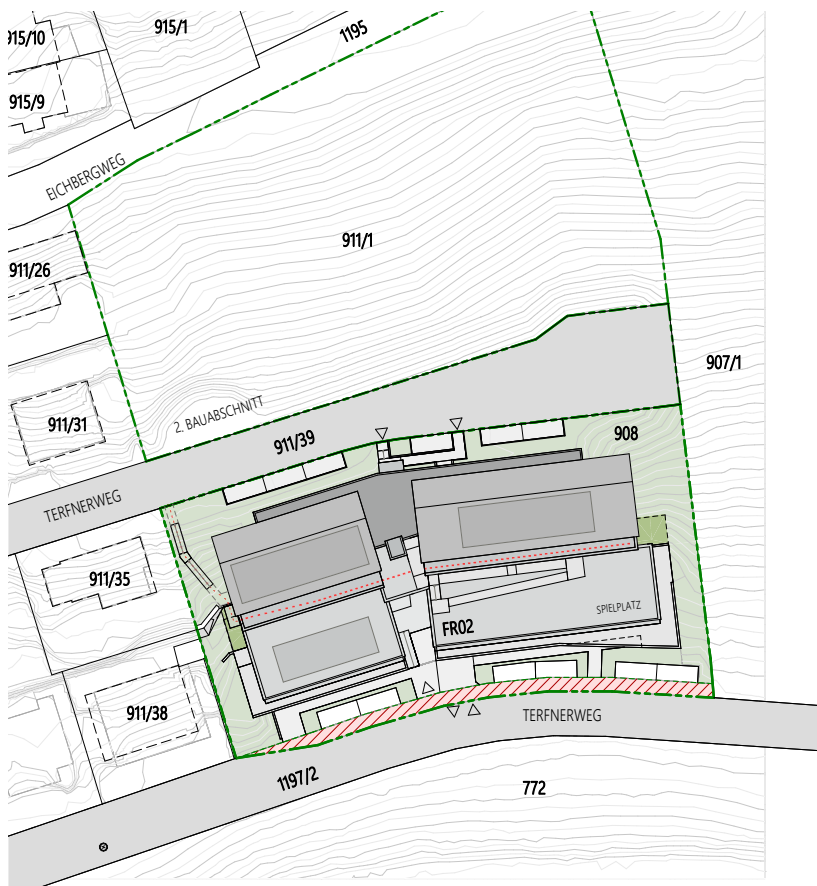 915/1
1195
915/10
915/9
EICHBERGWEG
911/1
911/26
907/1
2. BAUABSCHNITT
911/31
911/39
908
TERFNERWEG
911/35
SPIELPLATZ
FR02
911/38
TERFNERWEG
1197/2
772